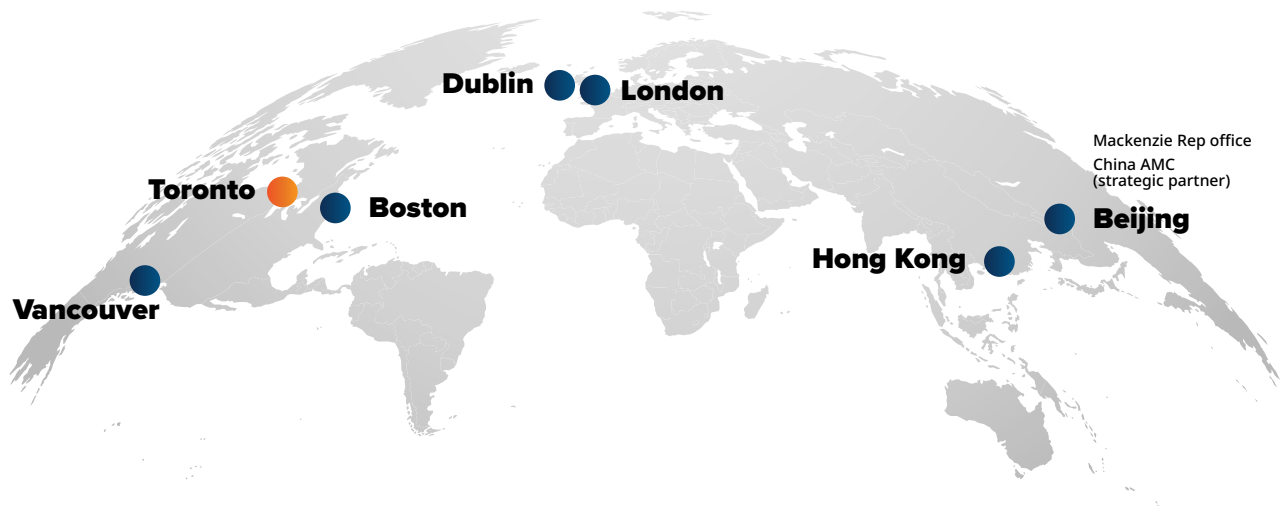 Dublin
London
Mackenzie Rep office
China AMC
(strategic partner)
Toronto
Boston
Beijing
Hong Kong
Vancouver